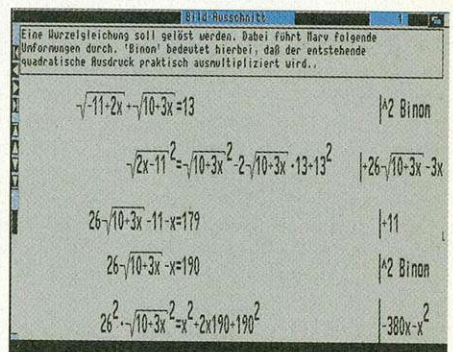 Bild-Ausschnitt 1
Eine Wurzelgleichung soll gelöst werden. Dabei führt Marv folgende
Umformungen durch. 'Binon' bedeutet hierbei, daß der entstehende
quadratische Ausdruck praktisch ausmultipliziert wird..
√-11+2x +√10+3x=13 |^2 Binon
√2x-11²=√10+3x²-2√10+3x·13+13² |+26√10+3x-3x
26√10+3x-11-x=179 |+11
26√10+3x-x=190 |^2 Binon
26²·√10+3x²=x²+2x190+190² |-380x-x²